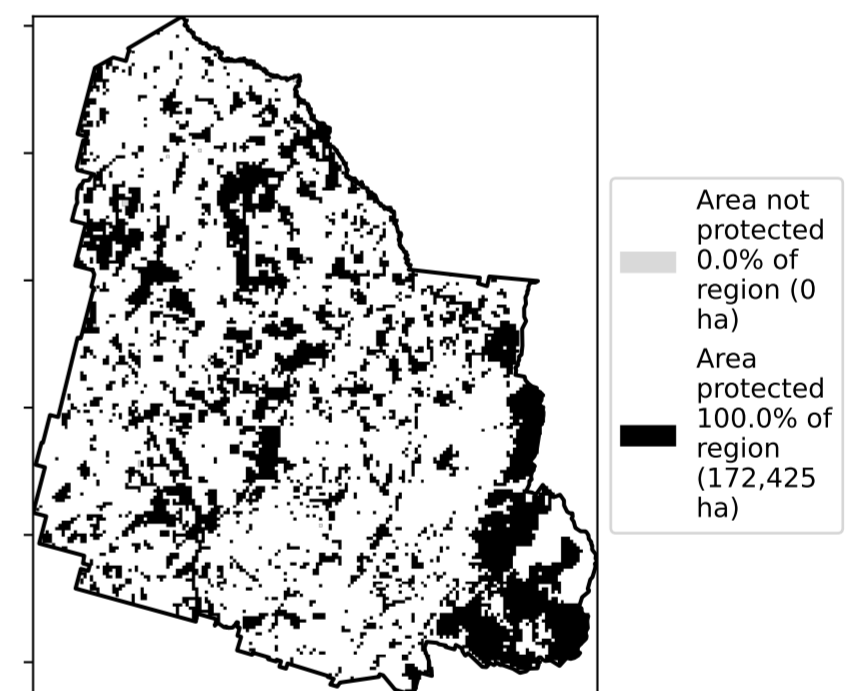 Area not
protected
0.0% of
region (0
ha)
Area
protected
100.0% of
region
(172,425
ha)